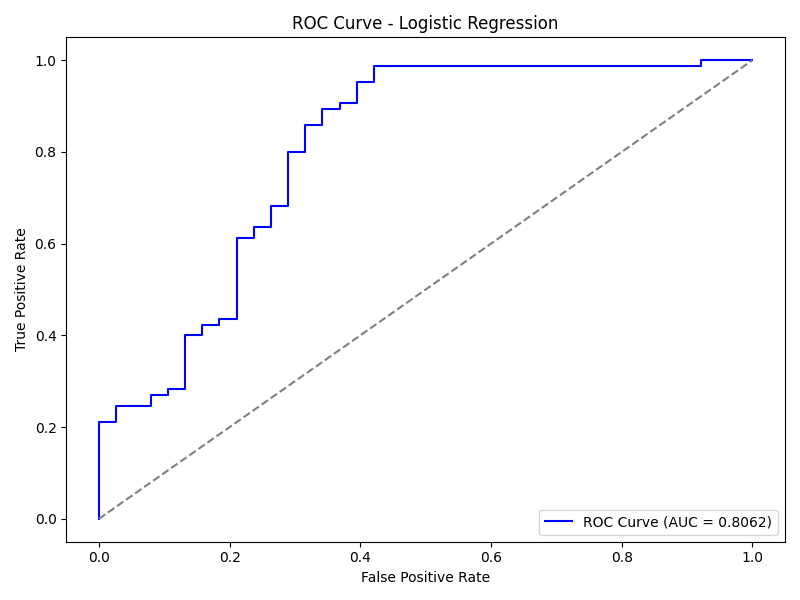 ROC Curve - Logistic Regression
1.0
0.8
0.6
0.4
0.2
0.0
True Positive Rate
ROC Curve (AUC = 0.8062)
0.0 0.2 0.4 0.6 0.8 1.0
False Positive Rate